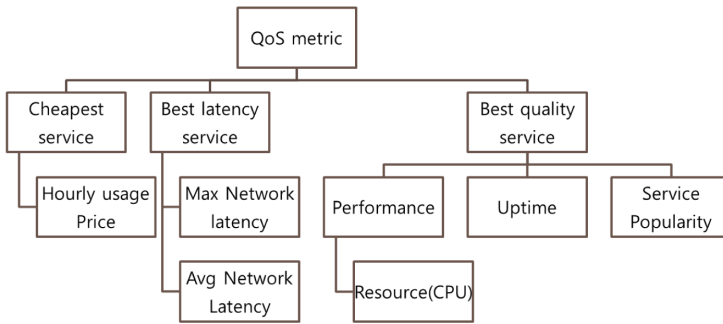 QoS metric
Cheapest
service
Best latency
service
Best quality
service
Hourly usage
Price
Max Network
latency
Performance
Uptime
Service
Popularity
Avg Network
Latency
Resource(CPU)